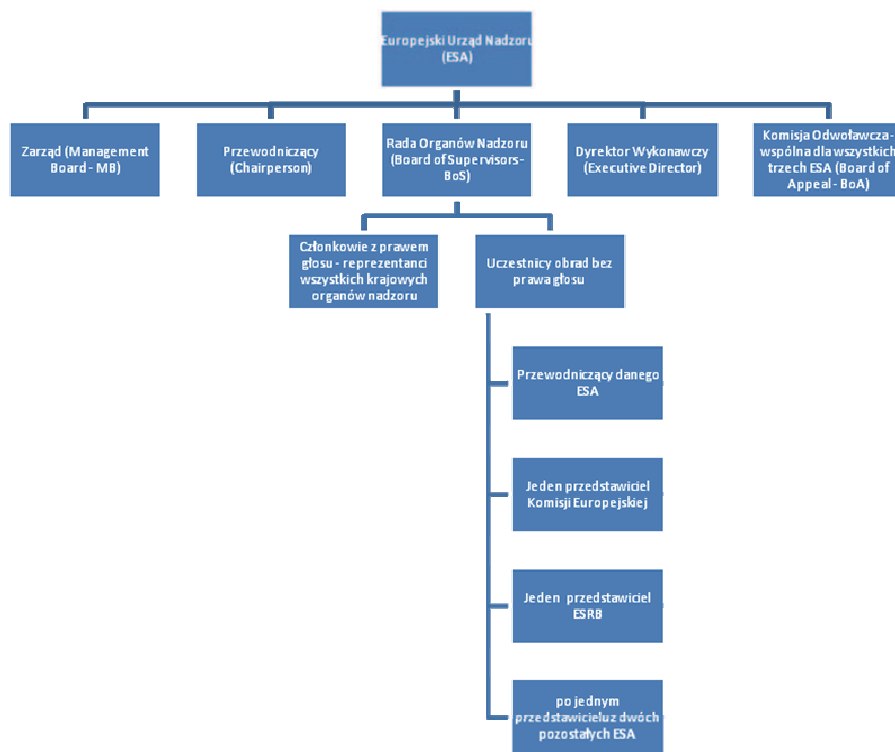 Europejski Urząd Nadzoru
(ESA)
Zarząd (Management
Board - MB)
Przewodniczący
(Chairperson)
Rada Organów Nadzoru
(Board of Supervisors-
BoS)
Dyrektor Wykonawczy
(Executive Director)
Komisja Odwoławcza-
wspólna dla wszystkich
trzech ESA (Board of
Appeal - BoA)
Członkowie z prawem
głosu - reprezentanci
wszystkich krajowych
organów nadzoru
Uczestnicy obrad bez
prawa głosu
Przewodniczący danego
ESA
Jeden przedstawiciel
Komisji Europejskiej
Jeden przedstawiciel
ESRB
po jednym
przedstawicielu z dwóch
pozostałych ESA